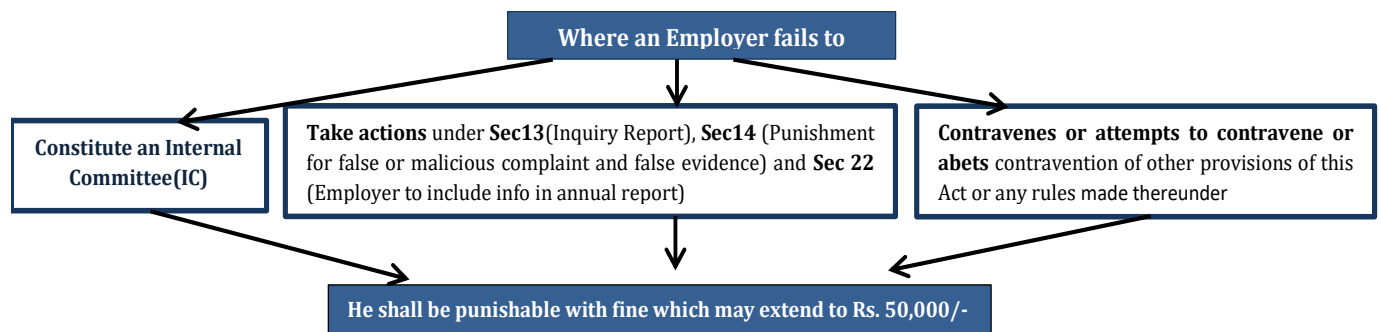 Where an Employer fails to
Constitute an Internal
Committee(IC)
Take actions under Sec13(Inquiry Report), Sec14 (Punishment
for false or malicious complaint and false evidence) and Sec 22
(Employer to include info in annual report)
Contravenes or attempts to contravene or
abets contravention of other provisions of this
Act or any rules made thereunder
He shall be punishable with fine which may extend to Rs. 50,000/-